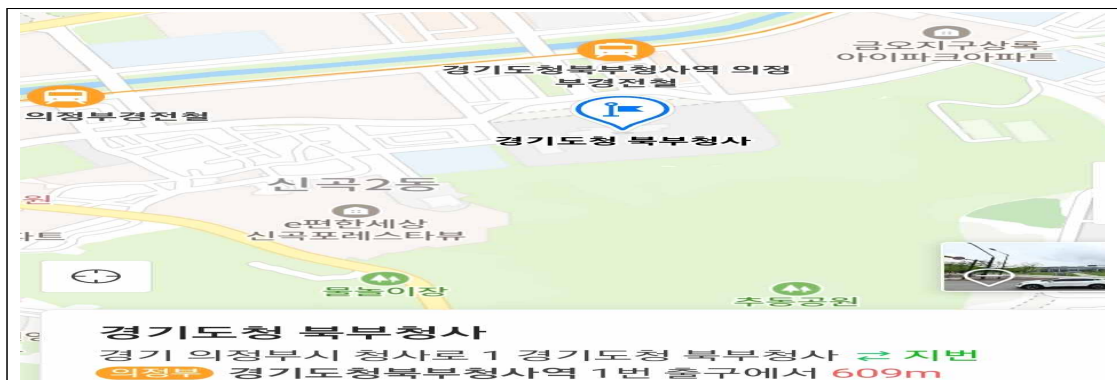 금오지구상록
아이파크아파트
경기도청북부청사역 의정
부경전철
의정부경전철
경기도청 북부청사
신곡2동
원
e편한세상
신곡포레스타뷰
파트
물놀이장
추동공원
경기도청 북부청사
경기 의정부시 청사로 1 경기도청 북부청사 ⇄ 지번
의정부 경기도청북부청사역 1번 출구에서 609m